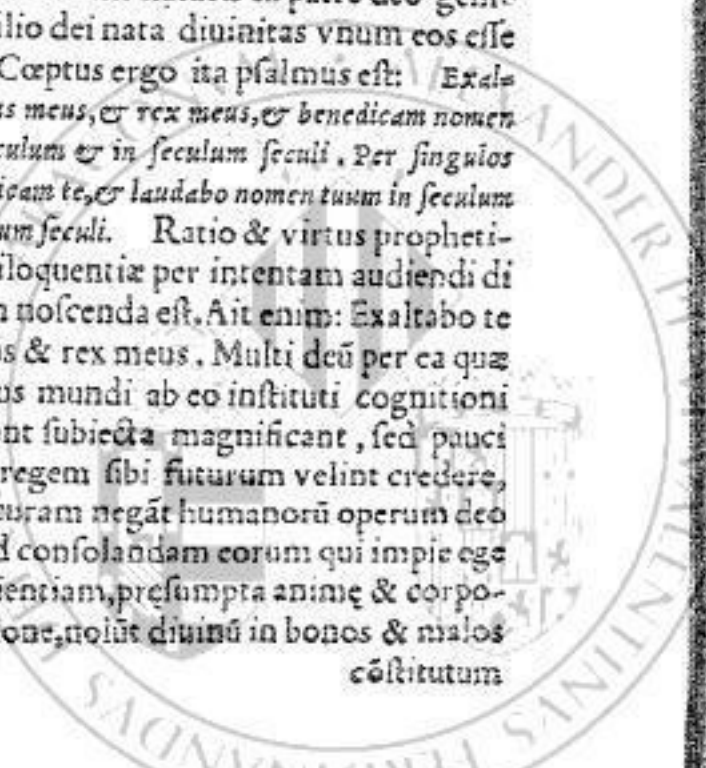 lio dei nata diuinitas vnum eos eſſe
Cœptus ergo ita pſalmus eſt: Exal-
us meus, & rex meus, & benedicam nomen
culum & in ſeculum ſeculi. Per ſingulos
icam te, & laudabo nomen tuum in ſeculum
um ſeculi. Ratio & virtus propheti-
iloquentiæ per intentam audiendi di
n noſcenda eſt. Ait enim: Exaltabo te
us & rex meus. Multi deū per ea quæ
us mundi ab eo inſtituti cognitioni
nt ſubiecta magnificant, ſed pauci
regem ſibi futurum velint credere,
curam negāt humanorū operum deo
d conſolandam eorum qui impie ege
ientiam, pręſumpta animę & corpo-
one, nolūt diuinū in bonos & malos
cōſtitutum